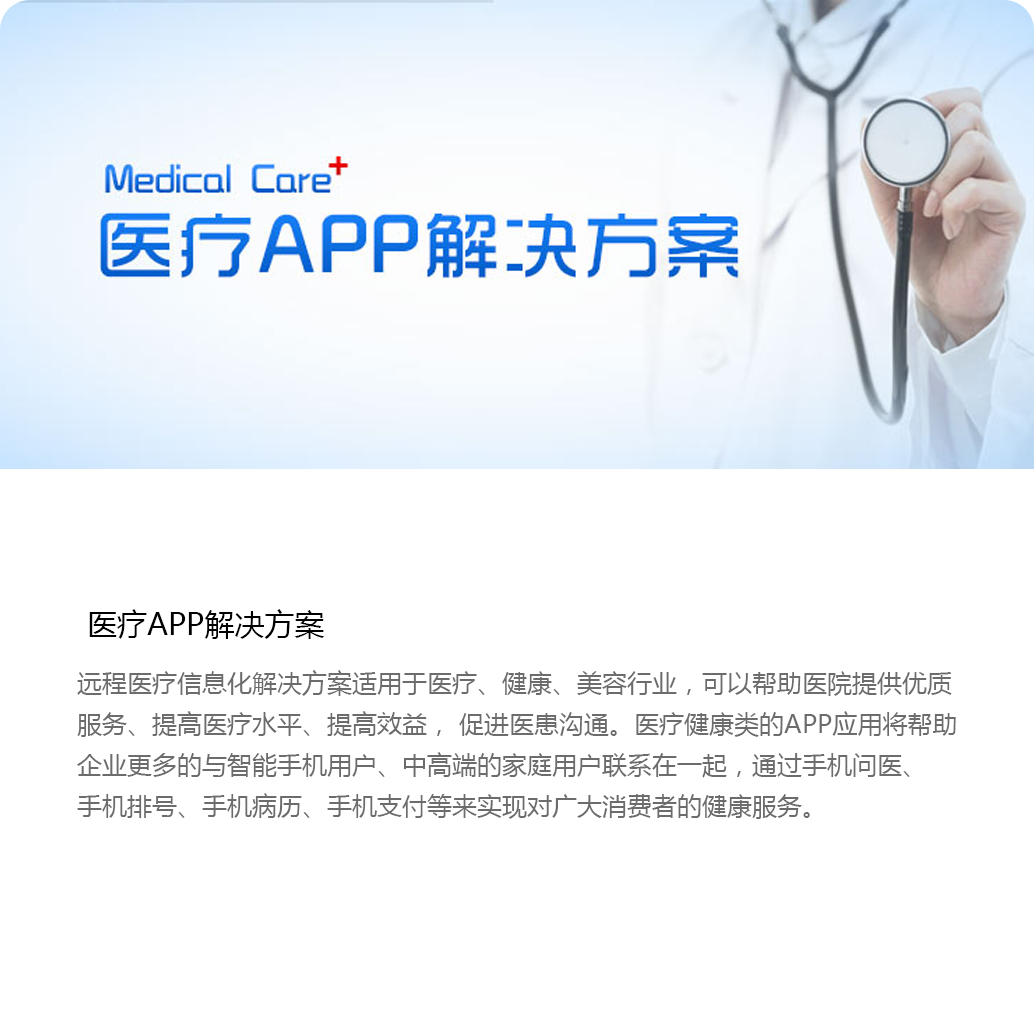 Medical Care+
医疗APP解决方案
医疗APP解决方案
远程医疗信息化解决方案适用于医疗、健康、美容行业，可以帮助医院提供优质
服务、提高医疗水平、提高效益， 促进医患沟通。医疗健康类的APP应用将帮助
企业更多的与智能手机用户、中高端的家庭用户联系在一起，通过手机问医、
手机排号、手机病历、手机支付等来实现对广大消费者的健康服务。